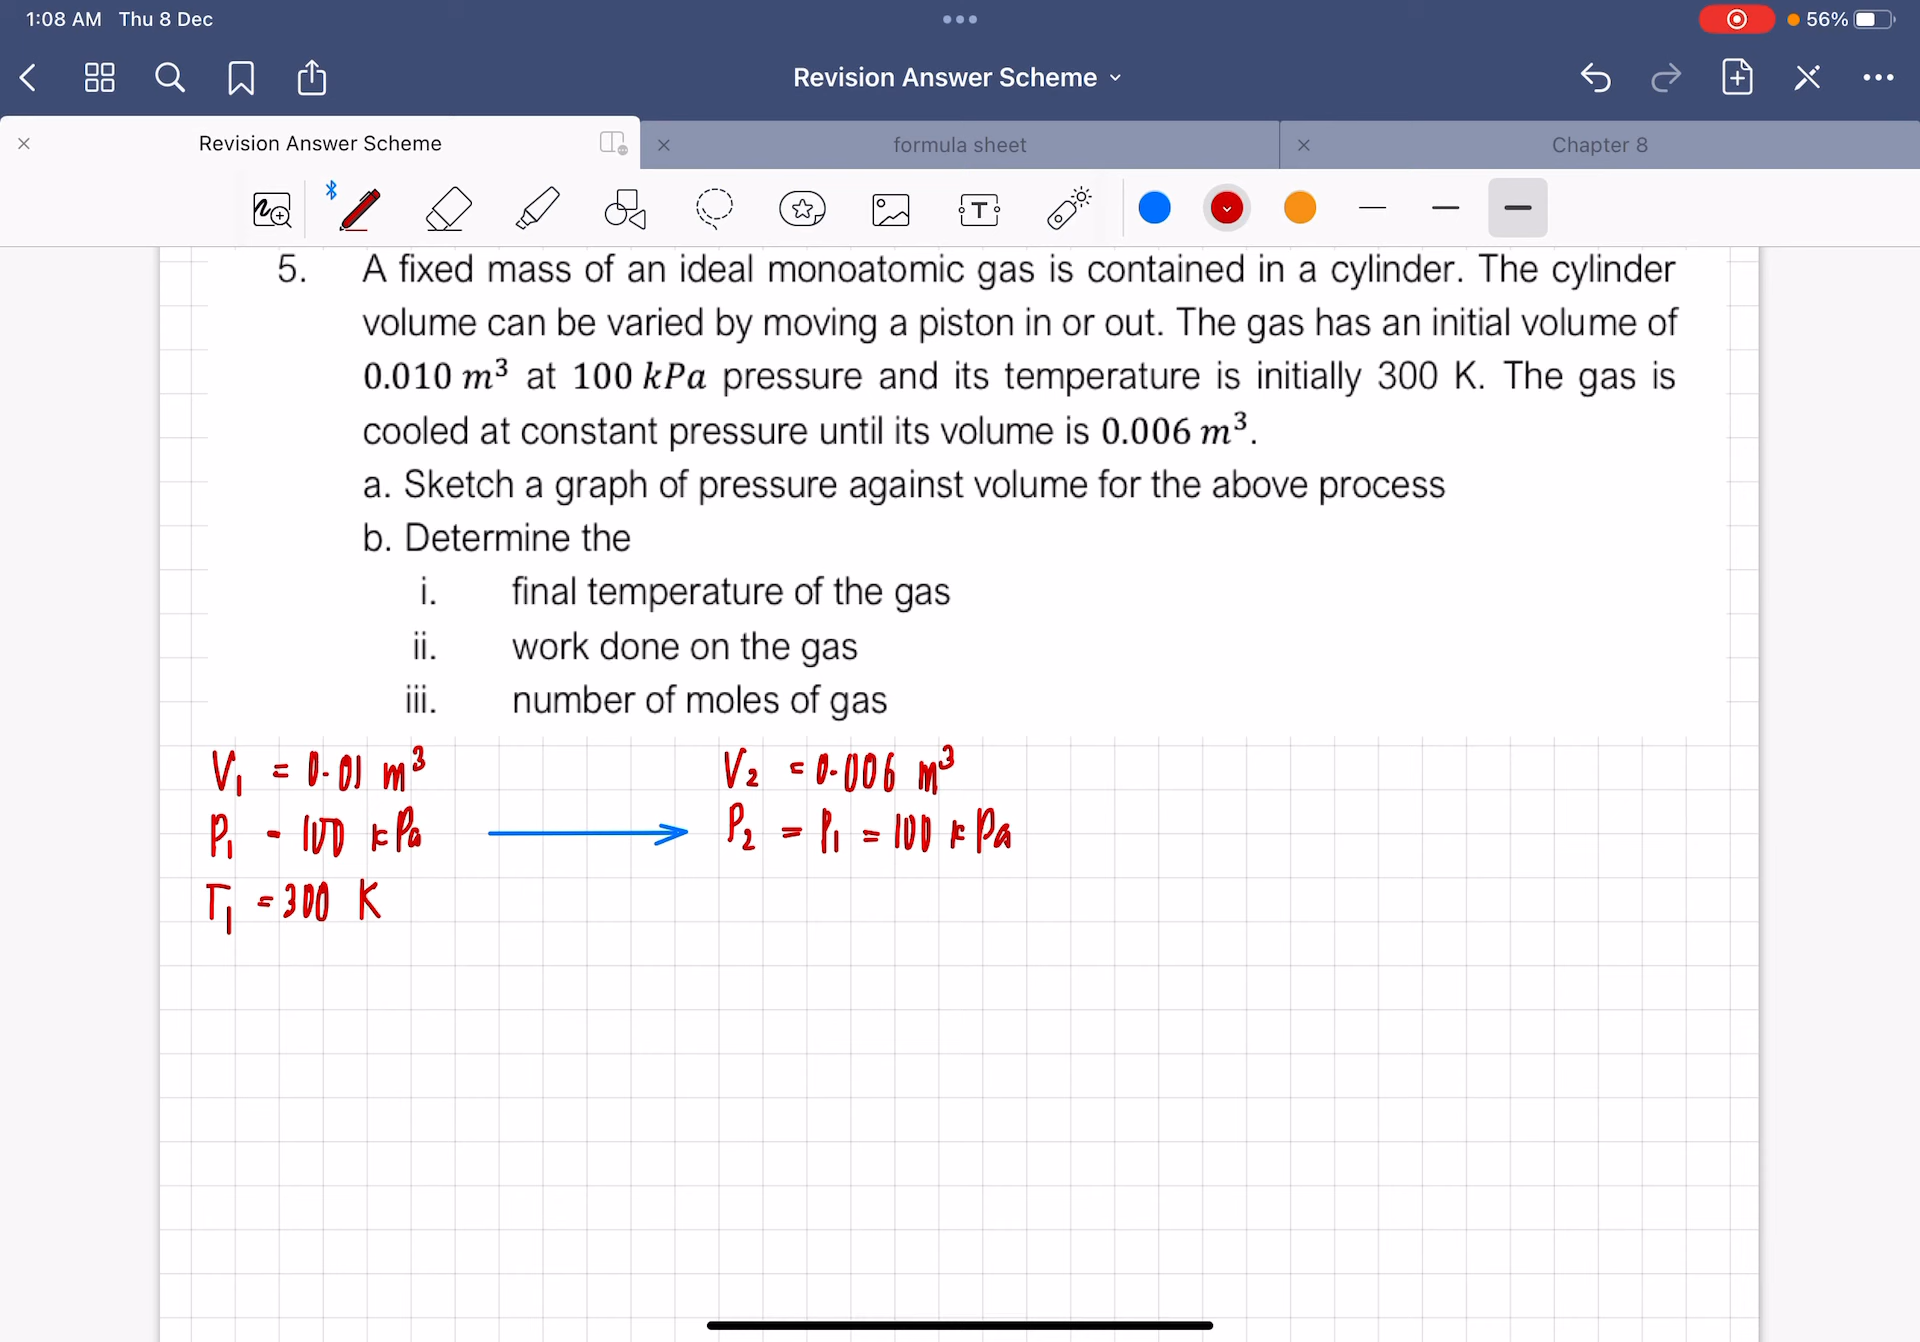 1:08 AM Thu 8 Dec
56%
Revision Answer Scheme
Revision Answer Scheme
formula sheet
Chapter 8
5. A fixed mass of an ideal monoatomic gas is contained in a cylinder. The cylinder
volume can be varied by moving a piston in or out. The gas has an initial volume of
0.010 m³ at 100 kPa pressure and its temperature is initially 300 K. The gas is
cooled at constant pressure until its volume is 0.006 m³.
a. Sketch a graph of pressure against volume for the above process
b. Determine the
i. final temperature of the gas
ii. work done on the gas
iii. number of moles of gas
V₁ = 0.01 m³
V₂ = 0.006 m³
P₁ - 100 kPa
P₂ = P₁ = 100 kPa
T₁ = 300 K